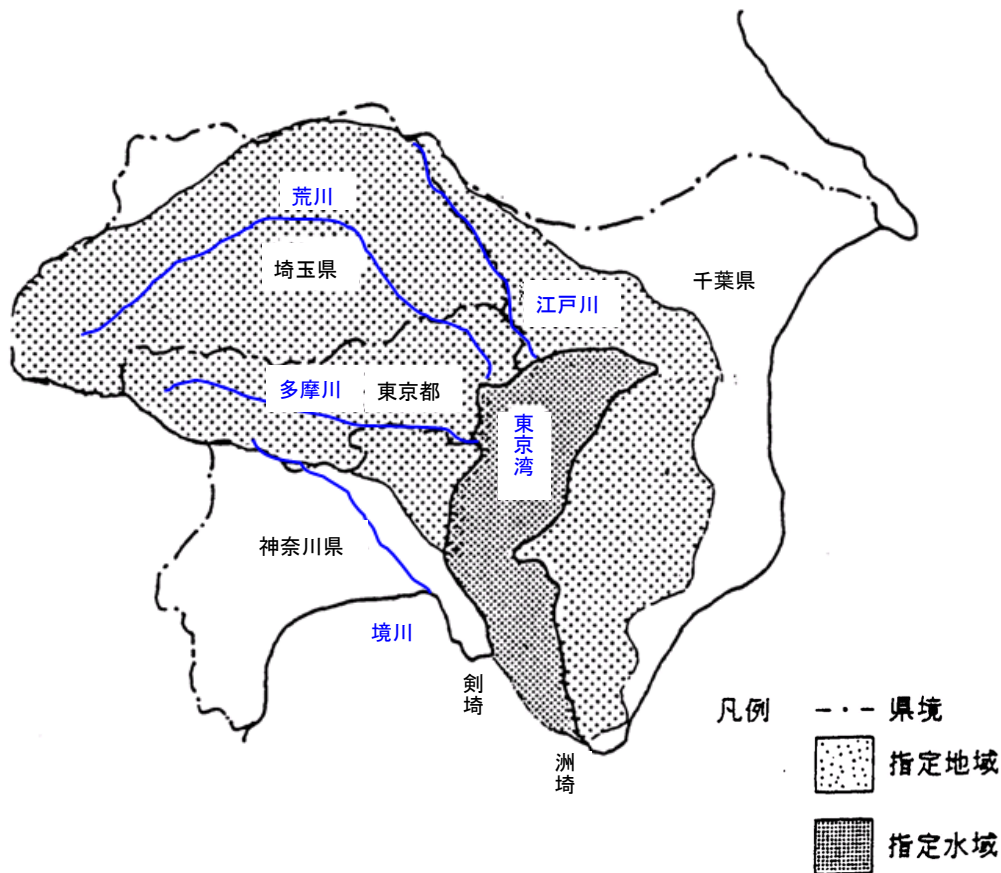 荒川
埼玉県
千葉県
江戸川
多摩川
東京都
東京湾
神奈川県
境川
剣埼
洲埼
凡例
県境
指定地域
指定水域